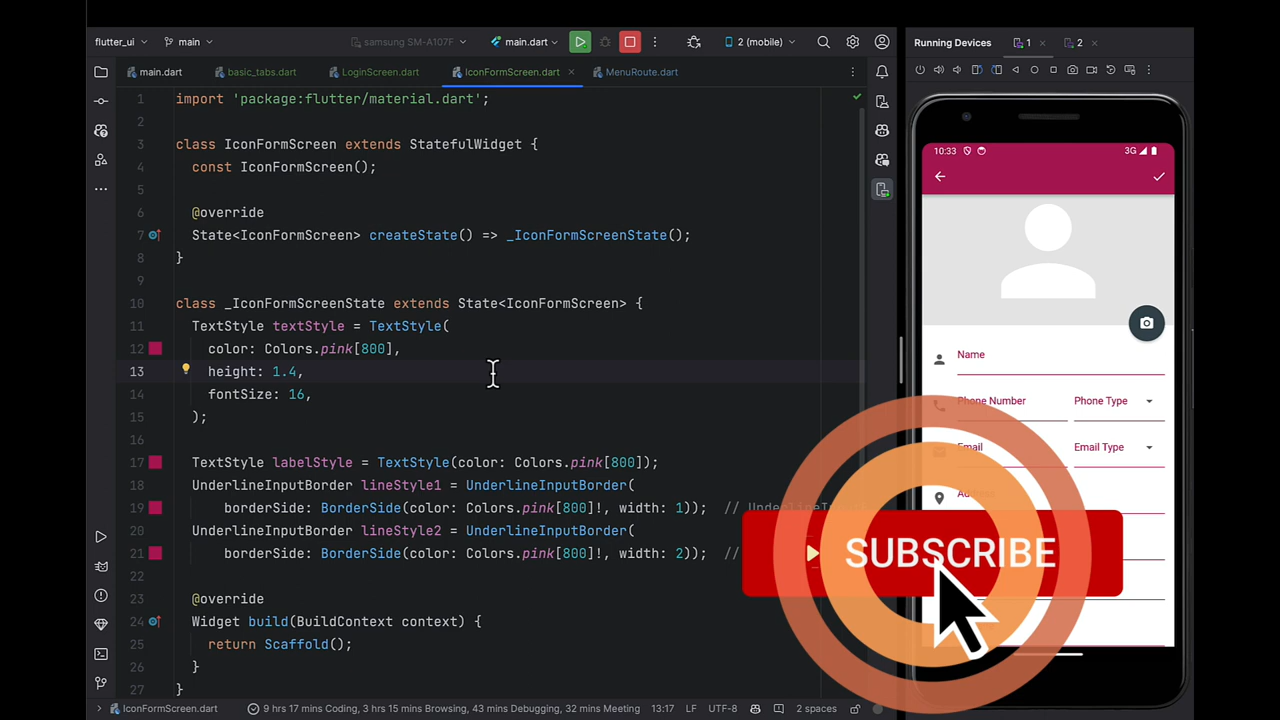 flutter_ui main samsung SM-A107F main.dart 2 (mobile) Running Devices 1 2
main.dart basic_tabs.dart LoginScreen.dart IconFormScreen.dart MenuRoute.dart
1 import 'package:flutter/material.dart';
2
3 class IconFormScreen extends StatefulWidget {
4 const IconFormScreen();
5
6 @override
7 State<IconFormScreen> createState() => _IconFormScreenState();
8 }
9
10 class _IconFormScreenState extends State<IconFormScreen> {
11 TextStyle textStyle = TextStyle(
12 color: Colors.pink[800],
13 height: 1.4,
14 fontSize: 16,
15 );
16
17 TextStyle labelStyle = TextStyle(color: Colors.pink[800]);
18 UnderlineInputBorder lineStyle1 = UnderlineInputBorder(
19 borderSide: BorderSide(color: Colors.pink[800]!, width: 1)); //
20 UnderlineInputBorder lineStyle2 = UnderlineInputBorder(
21 borderSide: BorderSide(color: Colors.pink[800]!, width: 2)); //
22
23 @override
24 Widget build(BuildContext context) {
25 return Scaffold();
26 }
27 }
IconFormScreen.dart 9 hrs 17 mins Coding, 3 hrs 15 mins Browsing, 43 mins Debugging, 32 mins Meeting 13:17 LF UTF-8 2 spaces
10:33 3G
Name
Phone Number Phone Type
Email Email Type
Address
SUBSCRIBE